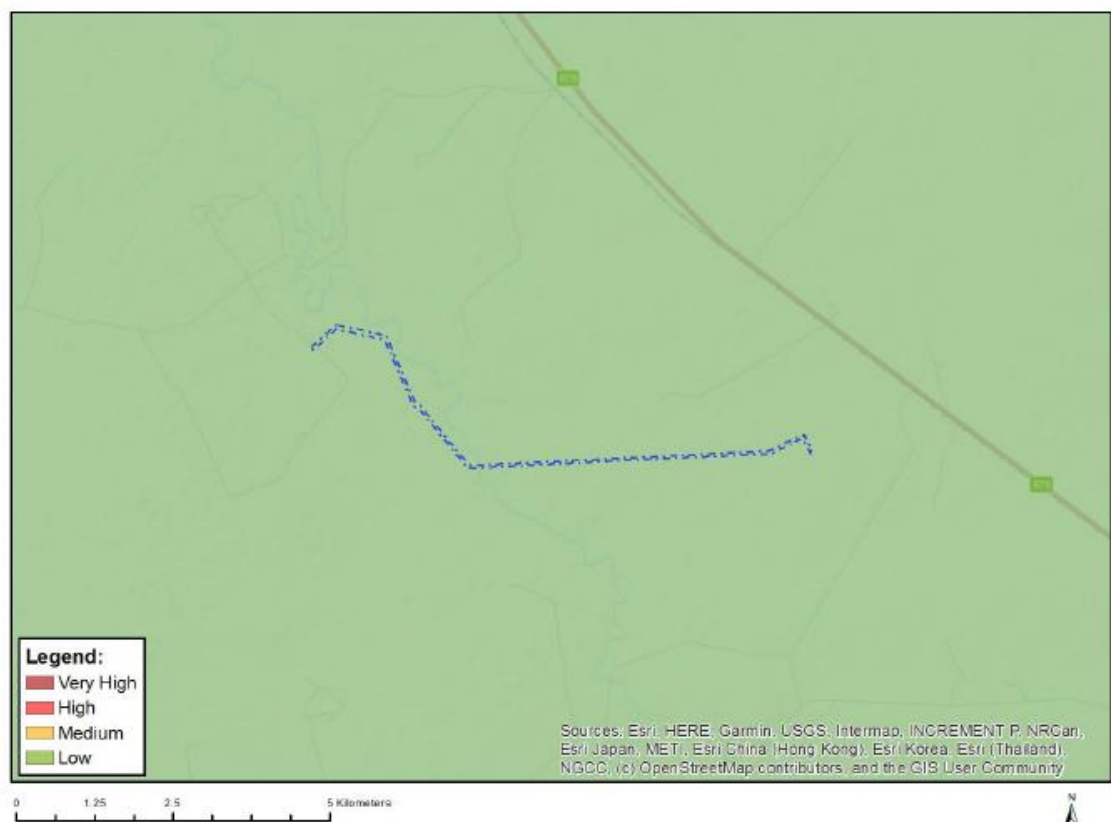 Legend:
Very High
High
Medium
Low
Sources: Esri, HERE, Garmin, USGS, Intermap, INCREMENT P, NRCan,
Esri Japan, METI, Esri China (Hong Kong), Esri Korea, Esri (Thailand),
NGCC, (c) OpenStreetMap contributors, and the GIS User Community
0 1.25 2.5 5 Kilometers
N